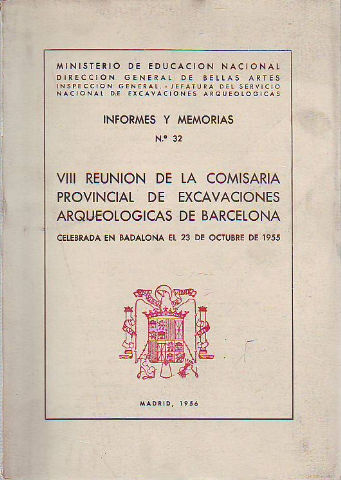 MINISTERIO DE EDUCACION NACIONAL
DIRECCION GENERAL DE BELLAS ARTES
INSPECCION GENERAL. - JEFATURA DEL SERVICIO
NACIONAL DE EXCAVACIONES ARQUEOLOGICAS
INFORMES Y MEMORIAS
N.º 32
VIII REUNION DE LA COMISARIA
PROVINCIAL DE EXCAVACIONES
ARQUEOLOGICAS DE BARCELONA
CELEBRADA EN BADALONA EL 23 DE OCTUBRE DE 1955
MADRID, 1956